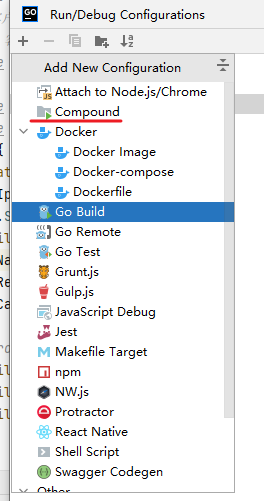 GO
Run/Debug Configurations
Add New Configuration
Attach to Node.js/Chrome
Compound
Docker
Docker Image
Docker-compose
Dockerfile
Go Build
Go Remote
Go Test
Grunt.js
Gulp.js
JavaScript Debug
Jest
Makefile Target
npm
NW.js
Protractor
React Native
Shell Script
Swagger Codegen
Other